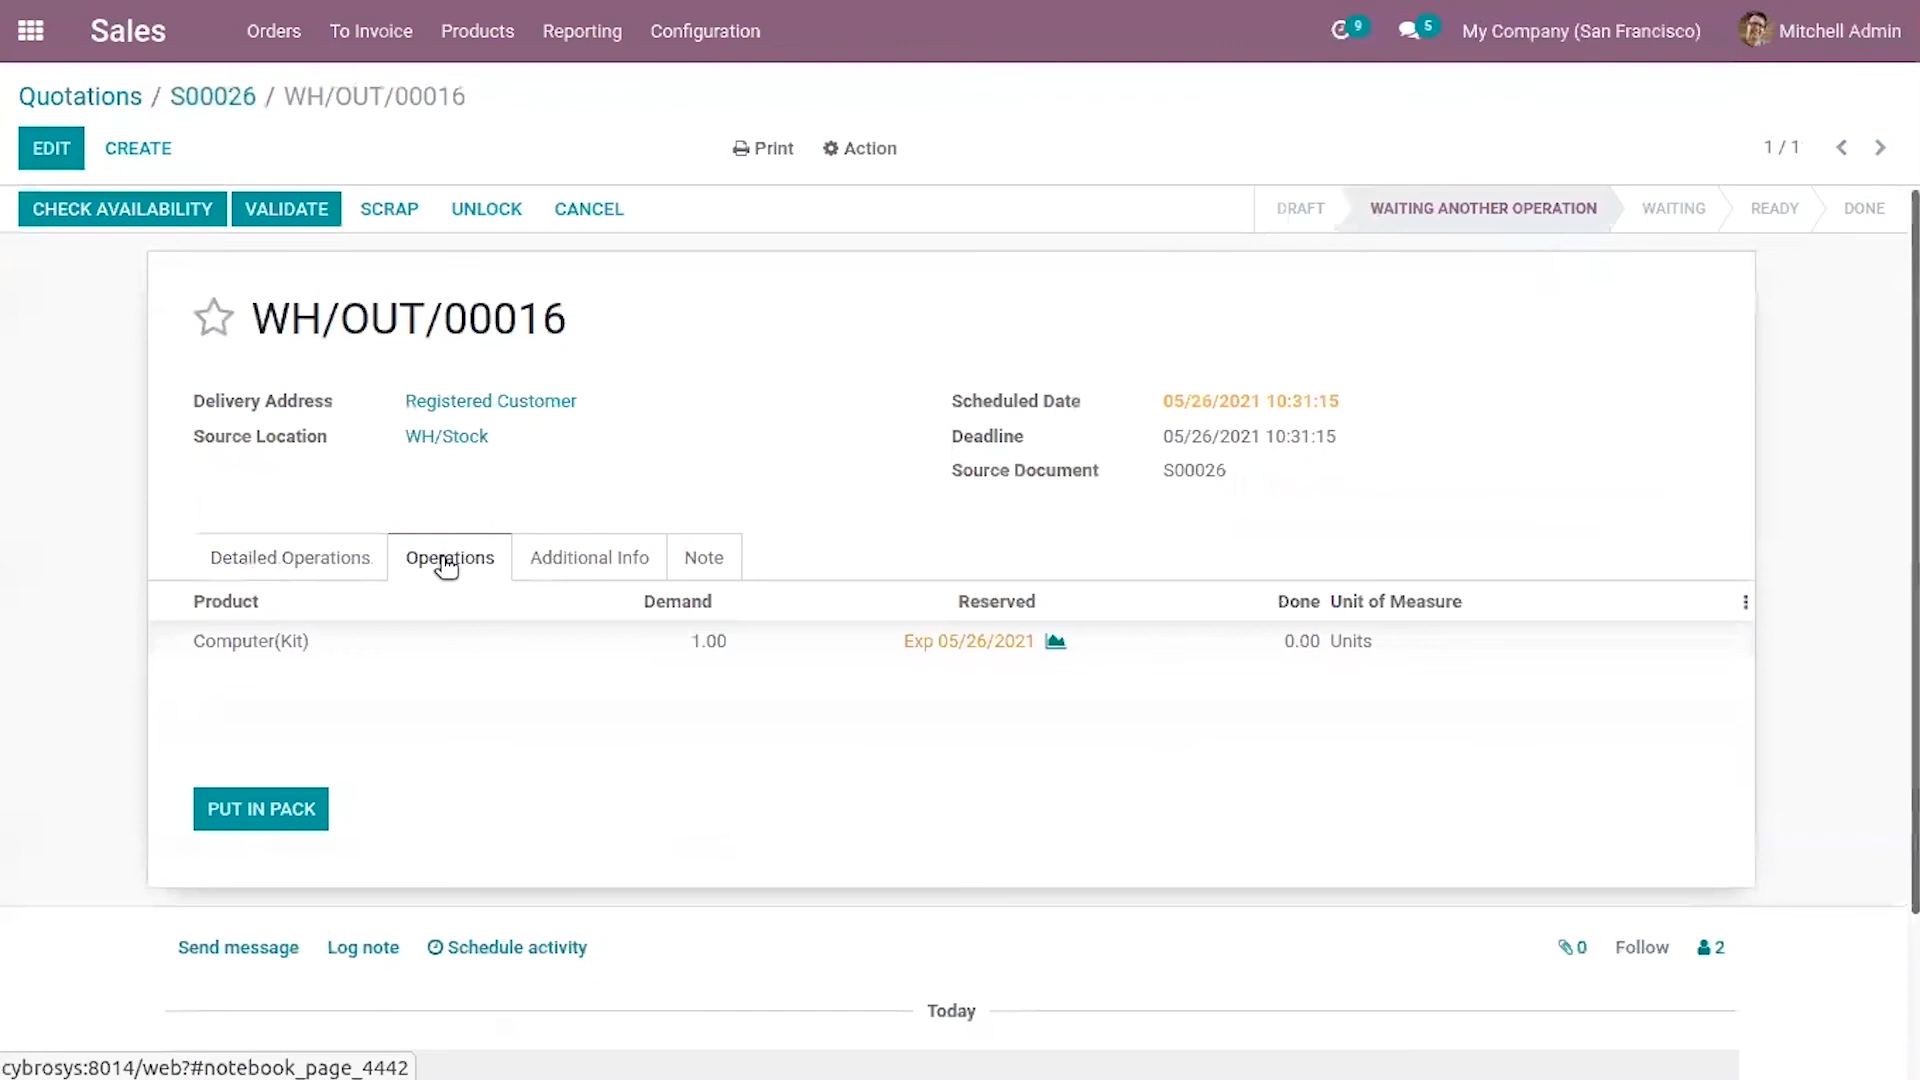 Sales Orders To Invoice Products Reporting Configuration 9 5 My Company (San Francisco) Mitchell Admin
Quotations / S00026 / WH/OUT/00016
EDIT CREATE Print Action 1 / 1
CHECK AVAILABILITY VALIDATE SCRAP UNLOCK CANCEL DRAFT WAITING ANOTHER OPERATION WAITING READY DONE
WH/OUT/00016
Delivery Address Registered Customer Scheduled Date 05/26/2021 10:31:15
Source Location WH/Stock Deadline 05/26/2021 10:31:15
Source Document S00026
Detailed Operations Operations Additional Info Note
Product Demand Reserved Done Unit of Measure
Computer(Kit) 1.00 Exp 05/26/2021 0.00 Units
PUT IN PACK
Send message Log note Schedule activity 0 Follow 2
Today
cybrosys:8014/web?#notebook_page_4442